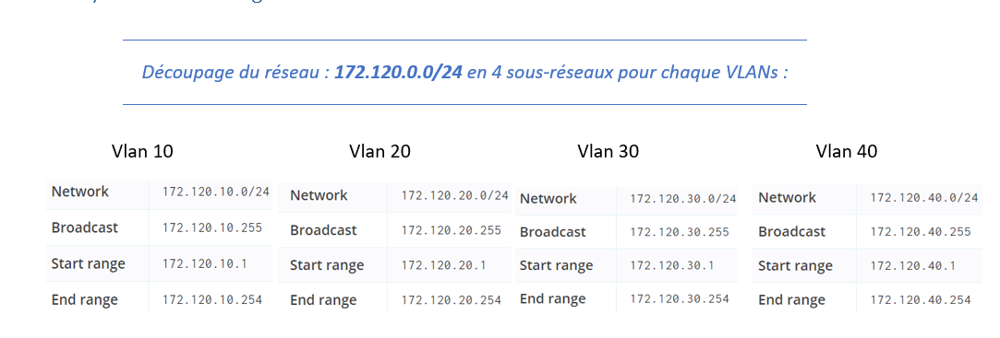 Découpage du réseau : 172.120.0.0/24 en 4 sous-réseaux pour chaque VLANs :
Vlan 10
Network 172.120.10.0/24
Broadcast 172.120.10.255
Start range 172.120.10.1
End range 172.120.10.254
Vlan 20
Network 172.120.20.0/24
Broadcast 172.120.20.255
Start range 172.120.20.1
End range 172.120.20.254
Vlan 30
Network 172.120.30.0/24
Broadcast 172.120.30.255
Start range 172.120.30.1
End range 172.120.30.254
Vlan 40
Network 172.120.40.0/24
Broadcast 172.120.40.255
Start range 172.120.40.1
End range 172.120.40.254